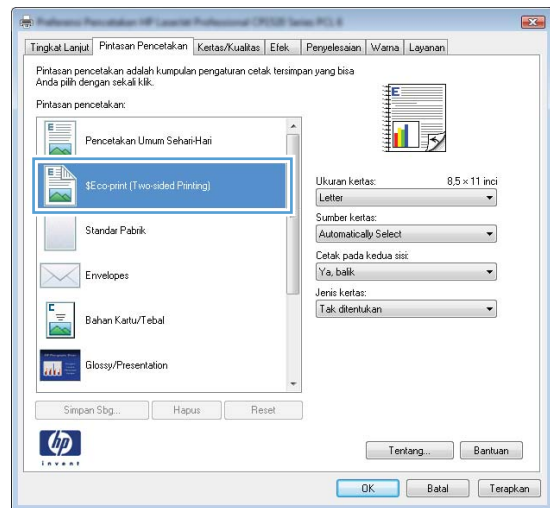 Tingkat Lanjut Pintasan Pencetakan Kertas/Kualitas Efek Penyelesaian Warna Layanan
Pintasan pencetakan adalah kumpulan pengaturan cetak tersimpan yang bisa
Anda pilih dengan sekali klik.
Pintasan pencetakan:
Pencetakan Umum Sehari-Hari
$Eco-print (Two-sided Printing)
Standar Pabrik
Envelopes
Bahan Kartu/Tebal
Glossy/Presentation
Ukuran kertas: 8,5 × 11 inci
Letter
Sumber kertas:
Automatically Select
Cetak pada kedua sisi:
Ya, balik
Jenis kertas:
Tak ditentukan
Simpan Sbg... Hapus Reset
hp
invent
Tentang... Bantuan
OK Batal Terapkan